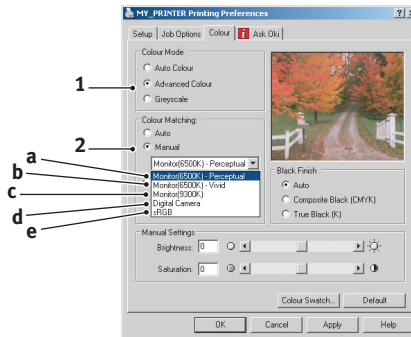 MY_PRINTER Printing Preferences
Setup Job Options Colour Ask Oki
Colour Mode
Auto Colour
1 Advanced Colour
Greyscale
Colour Matching:
Auto
2 Manual
Monitor(6500K) - Perceptual
a Monitor(6500K) - Perceptual
b Monitor(6500K) - Vivid
c Monitor(9300K)
d Digital Camera
e sRGB
Black Finish
Auto
Composite Black (CMYK)
True Black (K)
Manual Settings
Brightness: 0
Saturation: 0
Colour Swatch... Default
OK Cancel Apply Help